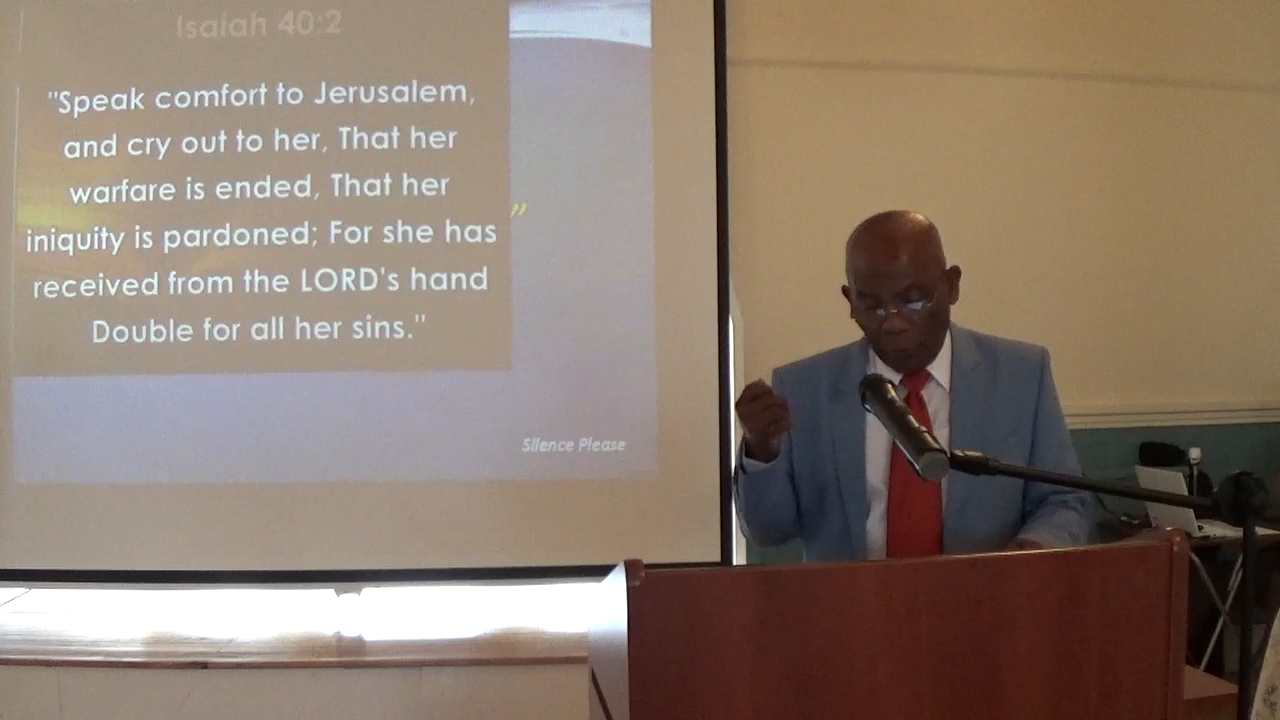 Isaiah 40:2
"Speak comfort to Jerusalem,
and cry out to her, That her
warfare is ended, That her
iniquity is pardoned; For she has
received from the LORD's hand
Double for all her sins."
”
Silence Please